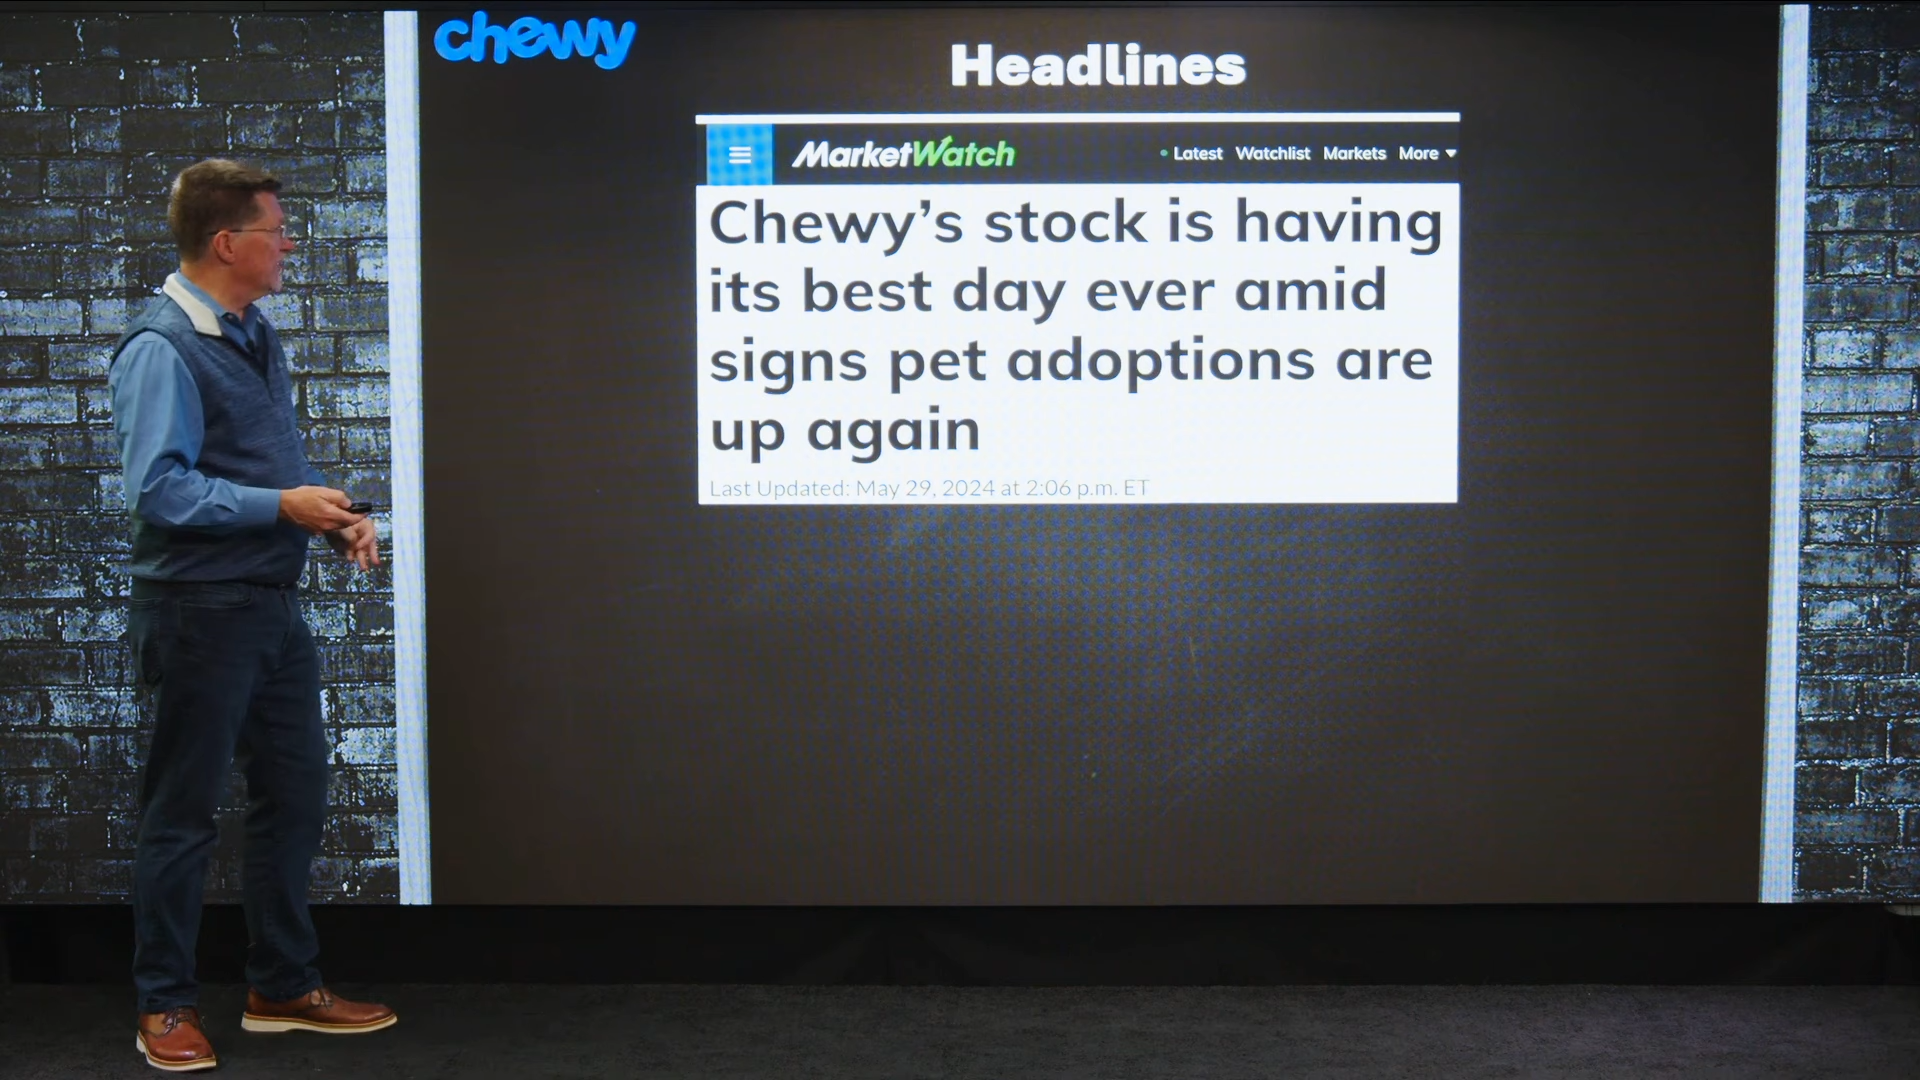 chewy
Headlines
MarketWatch
Latest Watchlist Markets More
Chewy’s stock is having
its best day ever amid
signs pet adoptions are
up again
Last Updated: May 29, 2024 at 2:06 p.m. ET